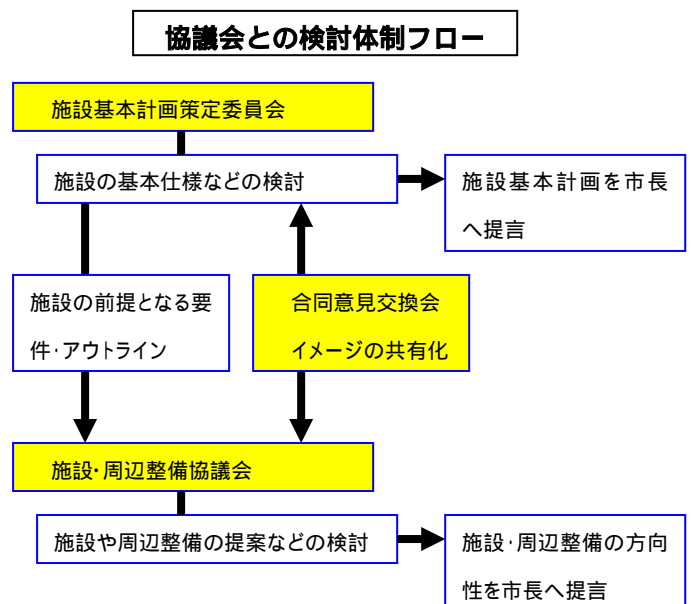 協議会との検討体制フロー
施設基本計画策定委員会
施設の基本仕様などの検討
施設基本計画を市長
へ提言
施設の前提となる要
件・アウトライン
合同意見交換会
イメージの共有化
施設・周辺整備協議会
施設や周辺整備の提案などの検討
施設・周辺整備の方向
性を市長へ提言